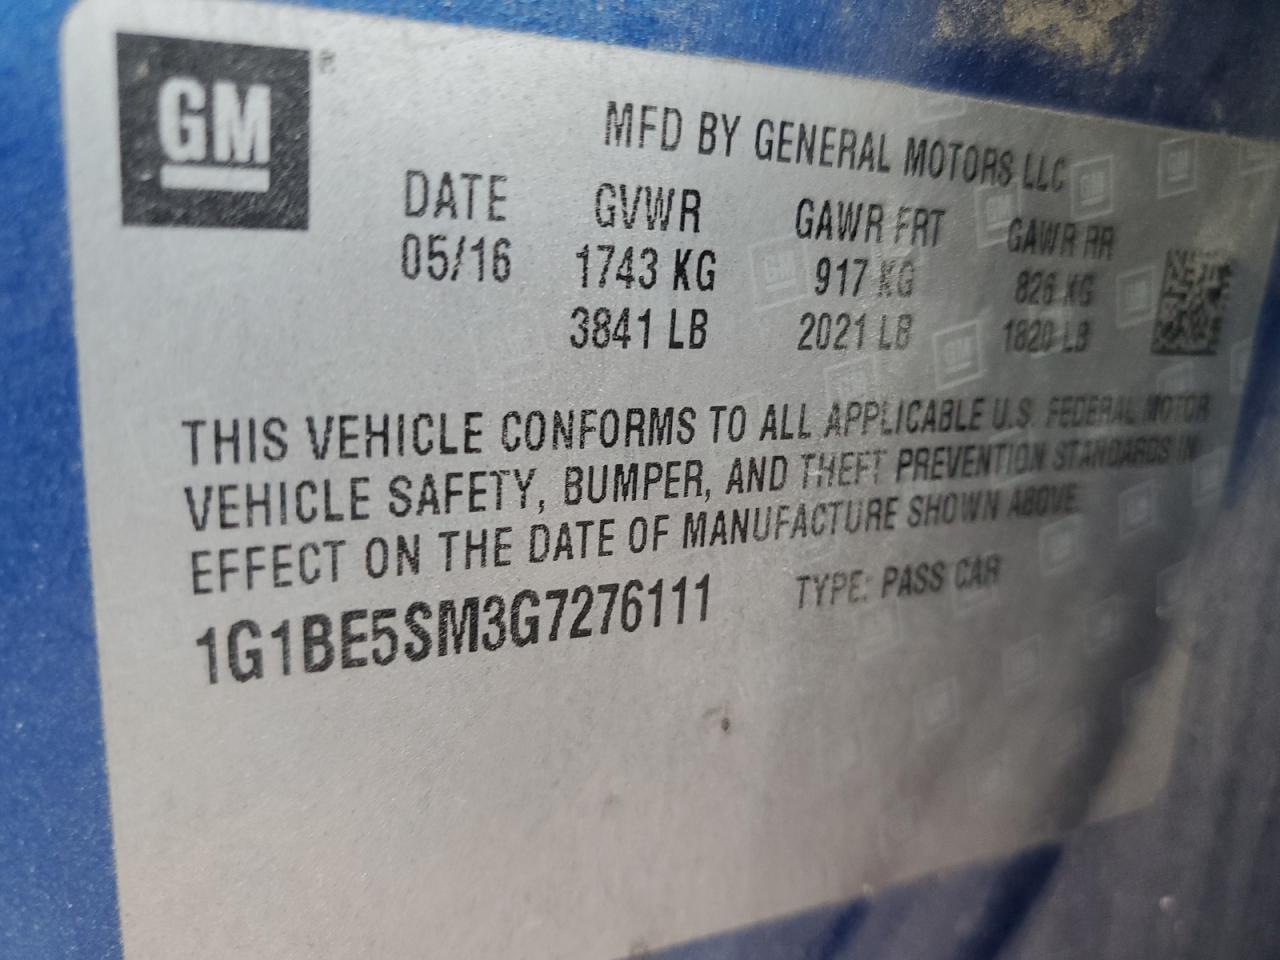 GM
®
MFD BY GENERAL MOTORS LLC
DATE GVWR GAWR FRT GAWR RR
05/16 1743 KG 917 KG 826 KG
3841 LB 2021 LB 1820 LB
THIS VEHICLE CONFORMS TO ALL APPLICABLE U.S. FEDERAL MOTOR
VEHICLE SAFETY, BUMPER, AND THEFT PREVENTION STANDARDS IN
EFFECT ON THE DATE OF MANUFACTURE SHOWN ABOVE.
1G1BE5SM3G7276111 TYPE: PASS CAR